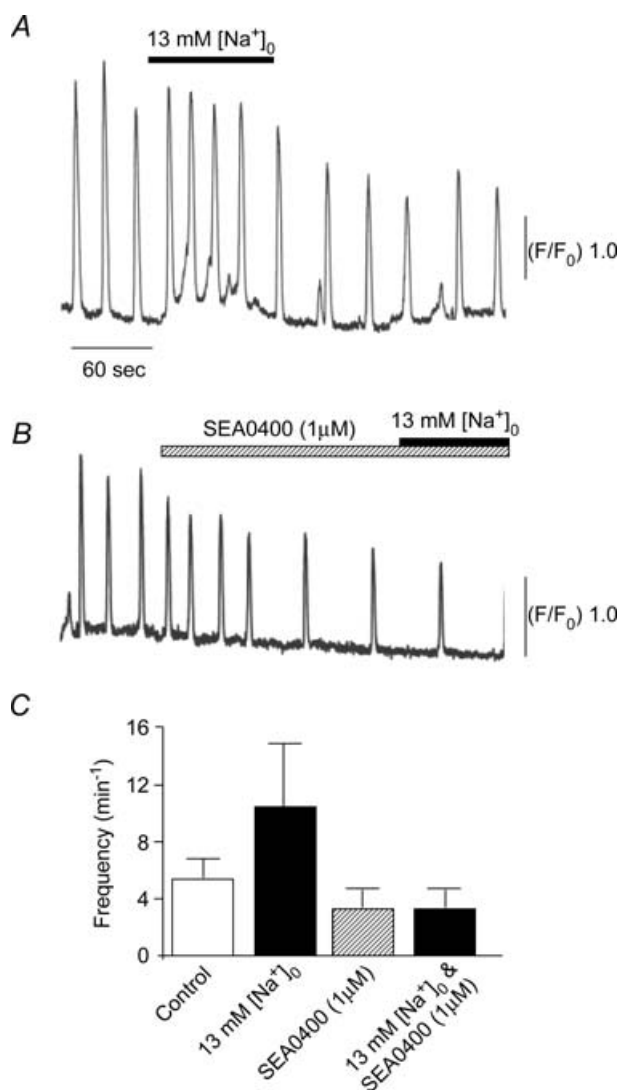 A
13 mM [Na+]0
(F/F0) 1.0
60 sec
B
SEA0400 (1μM)
13 mM [Na+]0
(F/F0) 1.0
C
16
12
8
4
0
Frequency (min-1)
Control
13 mM [Na+]0
SEA0400 (1μM)
13 mM [Na+]0 &
SEA0400 (1μM)